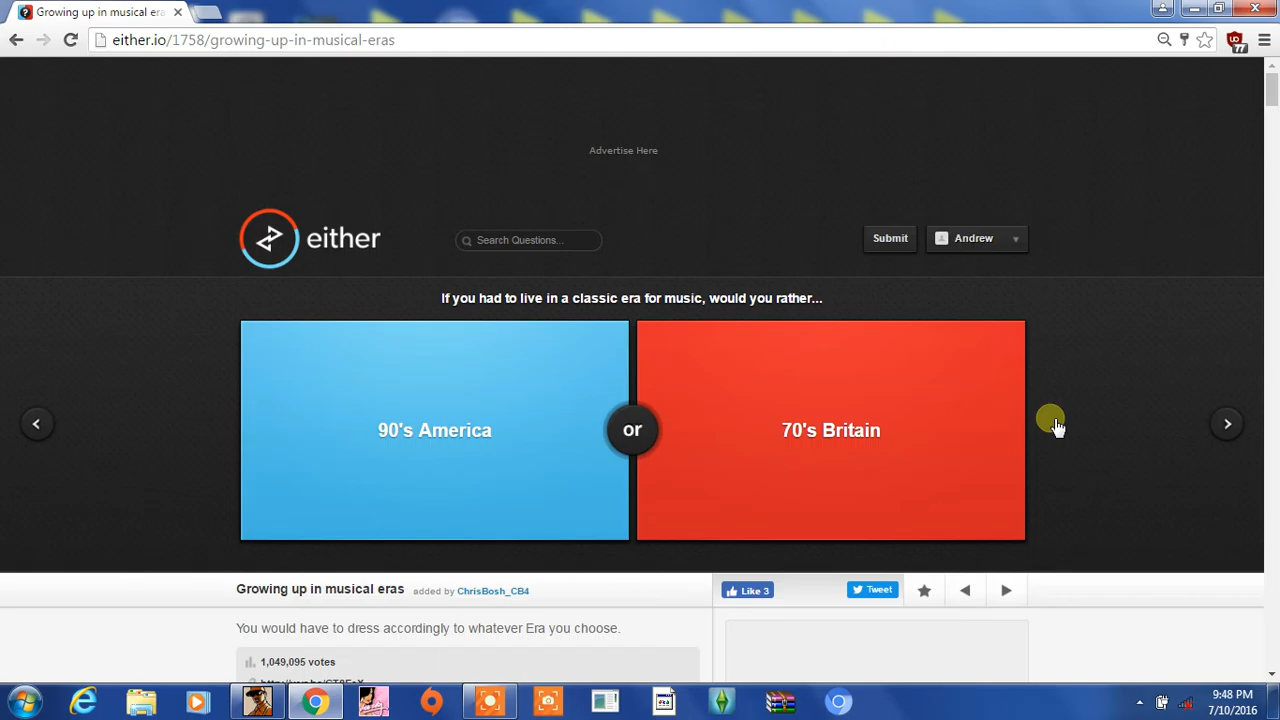 Growing up in musical era
either.io/1758/growing-up-in-musical-eras
77
Advertise Here
either
Search Questions...
Submit
Andrew
If you had to live in a classic era for music, would you rather...
90's America
or
70's Britain
Growing up in musical eras added by ChrisBosh_CB4
Like 3
Tweet
You would have to dress accordingly to whatever Era you choose.
1,049,095 votes
9:48 PM
7/10/2016